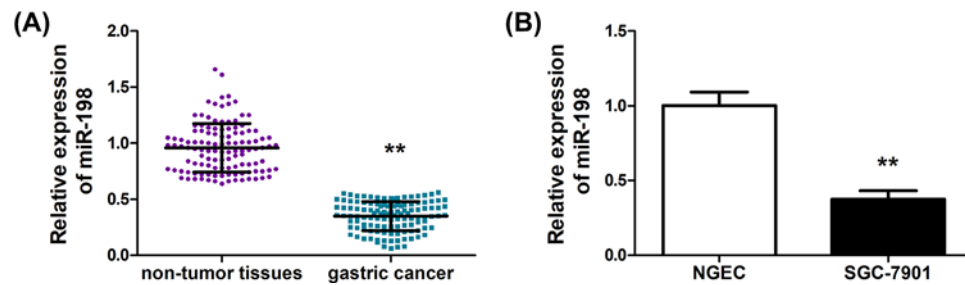 (A)
Relative expression
of miR-198
2.0
1.5
1.0
0.5
0.0
**
non-tumor tissues
gastric cancer
(B)
Relative expression
of miR-198
1.5
1.0
0.5
0.0
**
NGEC
SGC-7901